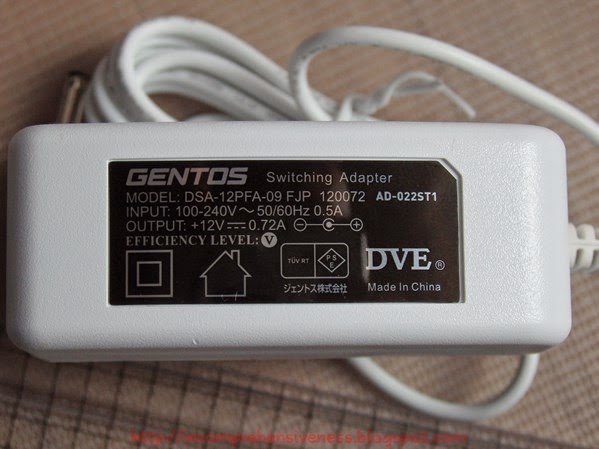 GENTOS Switching Adapter
MODEL: DSA-12PFA-09 FJP 120072 AD-022ST1
INPUT: 100-240V～50/60Hz 0.5A
OUTPUT: +12V⎓0.72A
EFFICIENCY LEVEL: V
TÜV RT PSE DVE®
ジェントス株式会社 Made In China